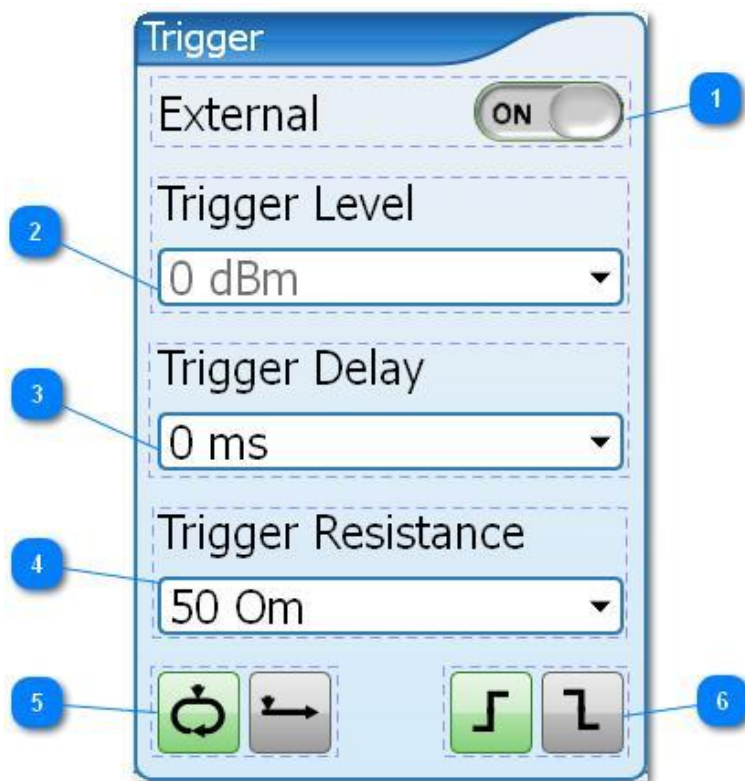 Trigger
External
ON
1
Trigger Level
2
0 dBm
Trigger Delay
3
0 ms
Trigger Resistance
4
50 Om
5
6